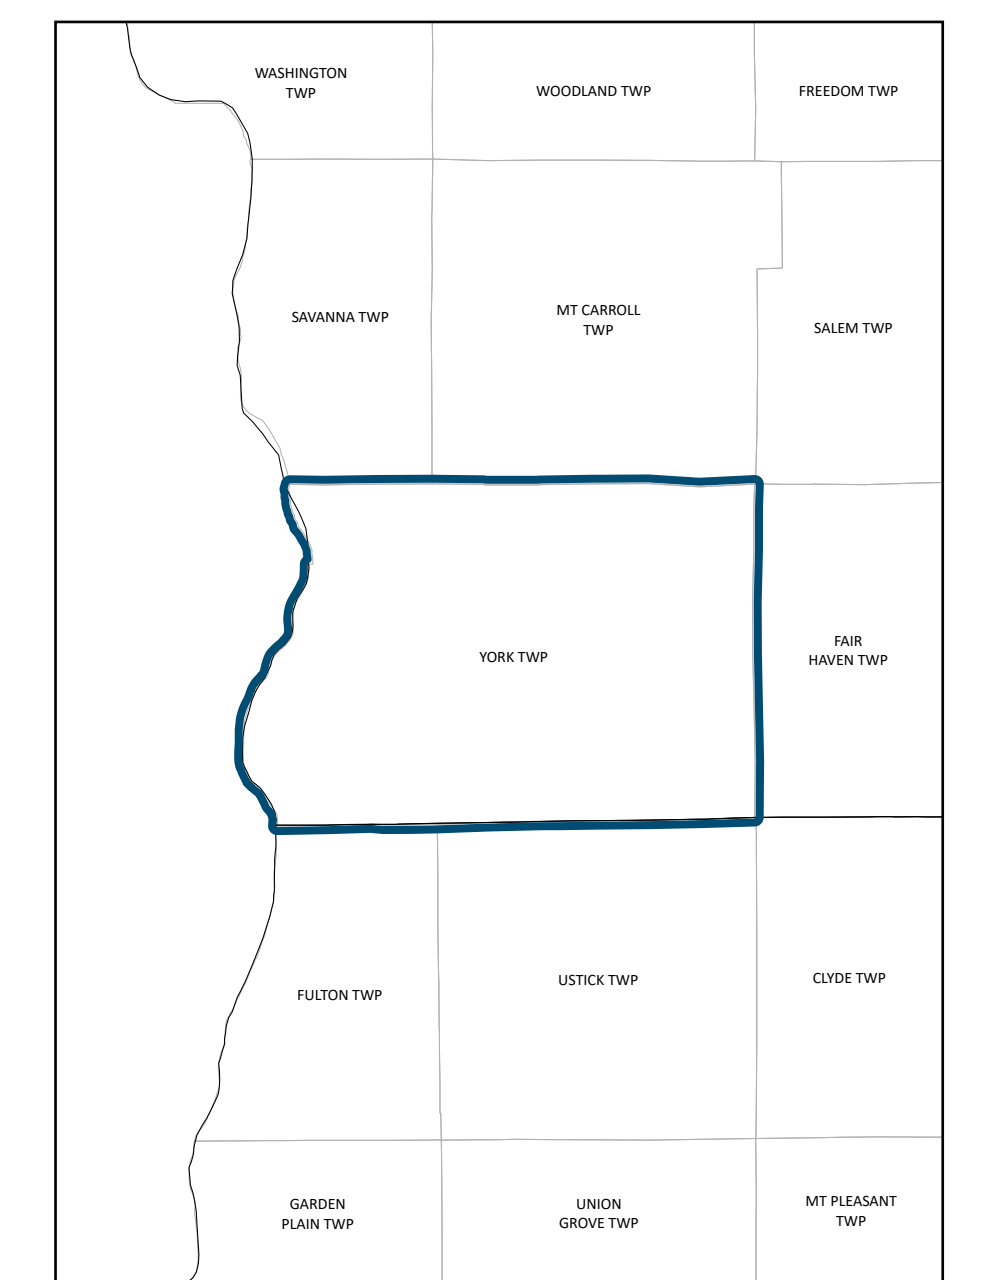 WASHINGTON
TWP
WOODLAND TWP
FREEDOM TWP
SAVANNA TWP
MT CARROLL
TWP
SALEM TWP
YORK TWP
FAIR
HAVEN TWP
FULTON TWP
USTICK TWP
CLYDE TWP
GARDEN
PLAIN TWP
UNION
GROVE TWP
MT PLEASANT
TWP